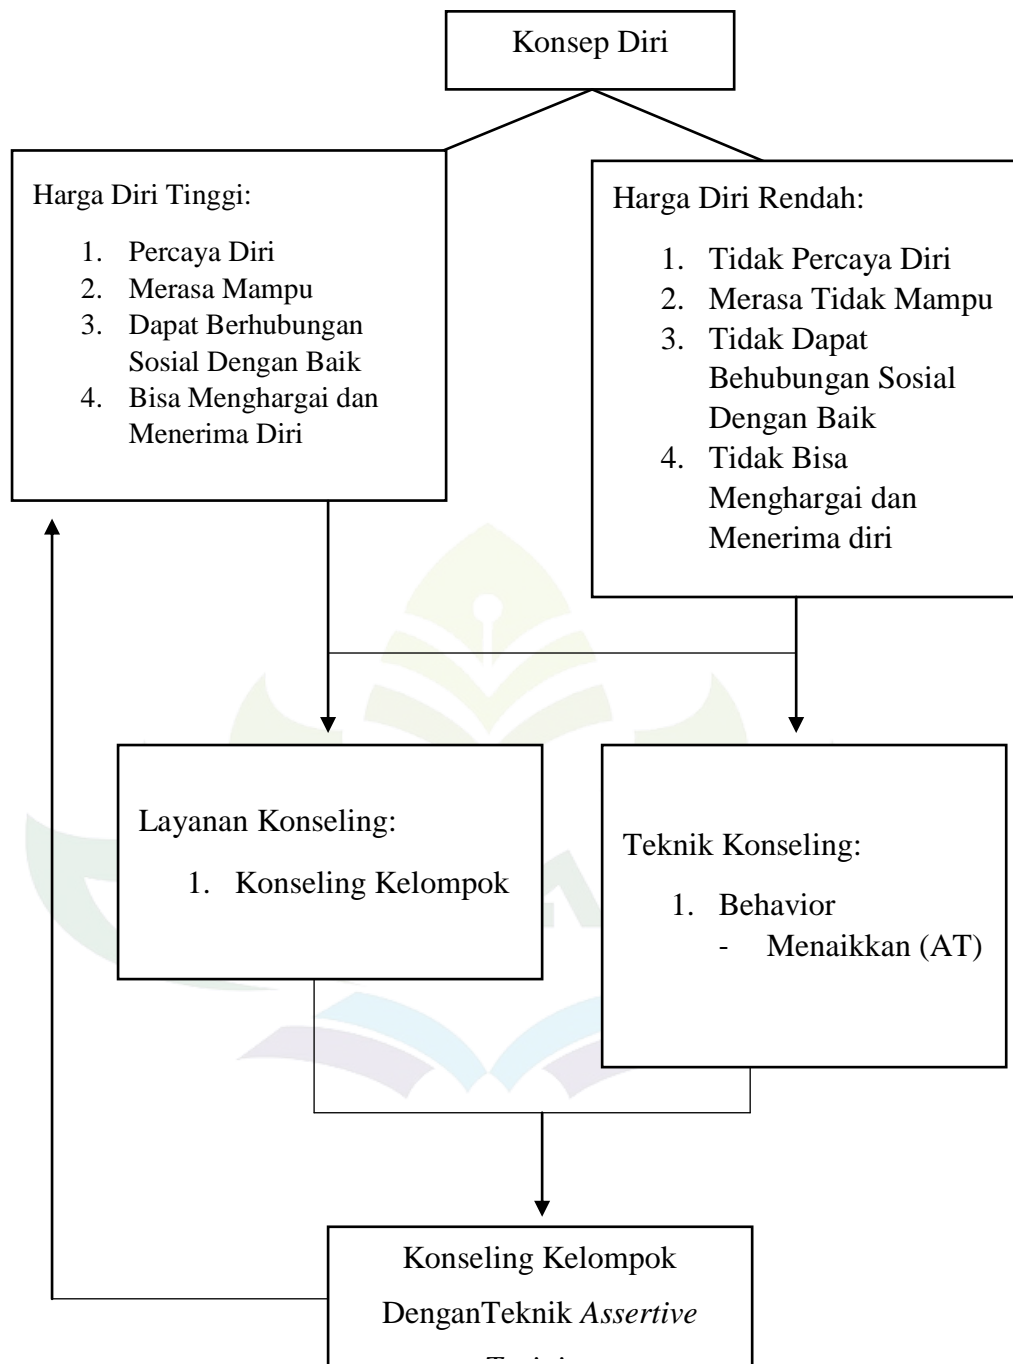 Konsep Diri
Harga Diri Tinggi:
1. Percaya Diri
2. Merasa Mampu
3. Dapat Berhubungan
Sosial Dengan Baik
4. Bisa Menghargai dan
Menerima Diri
Harga Diri Rendah:
1. Tidak Percaya Diri
2. Merasa Tidak Mampu
3. Tidak Dapat
Behubungan Sosial
Dengan Baik
4. Tidak Bisa
Menghargai dan
Menerima diri
Layanan Konseling:
1. Konseling Kelompok
Teknik Konseling:
1. Behavior
- Menaikkan (AT)
Konseling Kelompok
DenganTeknik Assertive